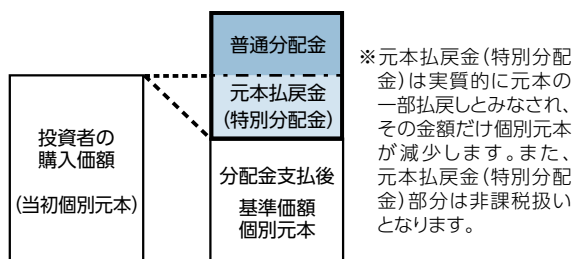 投資者の
購入価額
(当初個別元本)
普通分配金
元本払戻金
(特別分配金)
分配金支払後
基準価額
個別元本
※元本払戻金(特別分配
金)は実質的に元本の
一部払戻しとみなされ、
その金額だけ個別元本
が減少します。また、
元本払戻金(特別分配
金)部分は非課税扱い
となります。